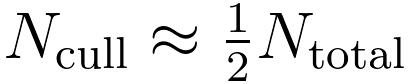 N_cull ≈ 1/2 N_total